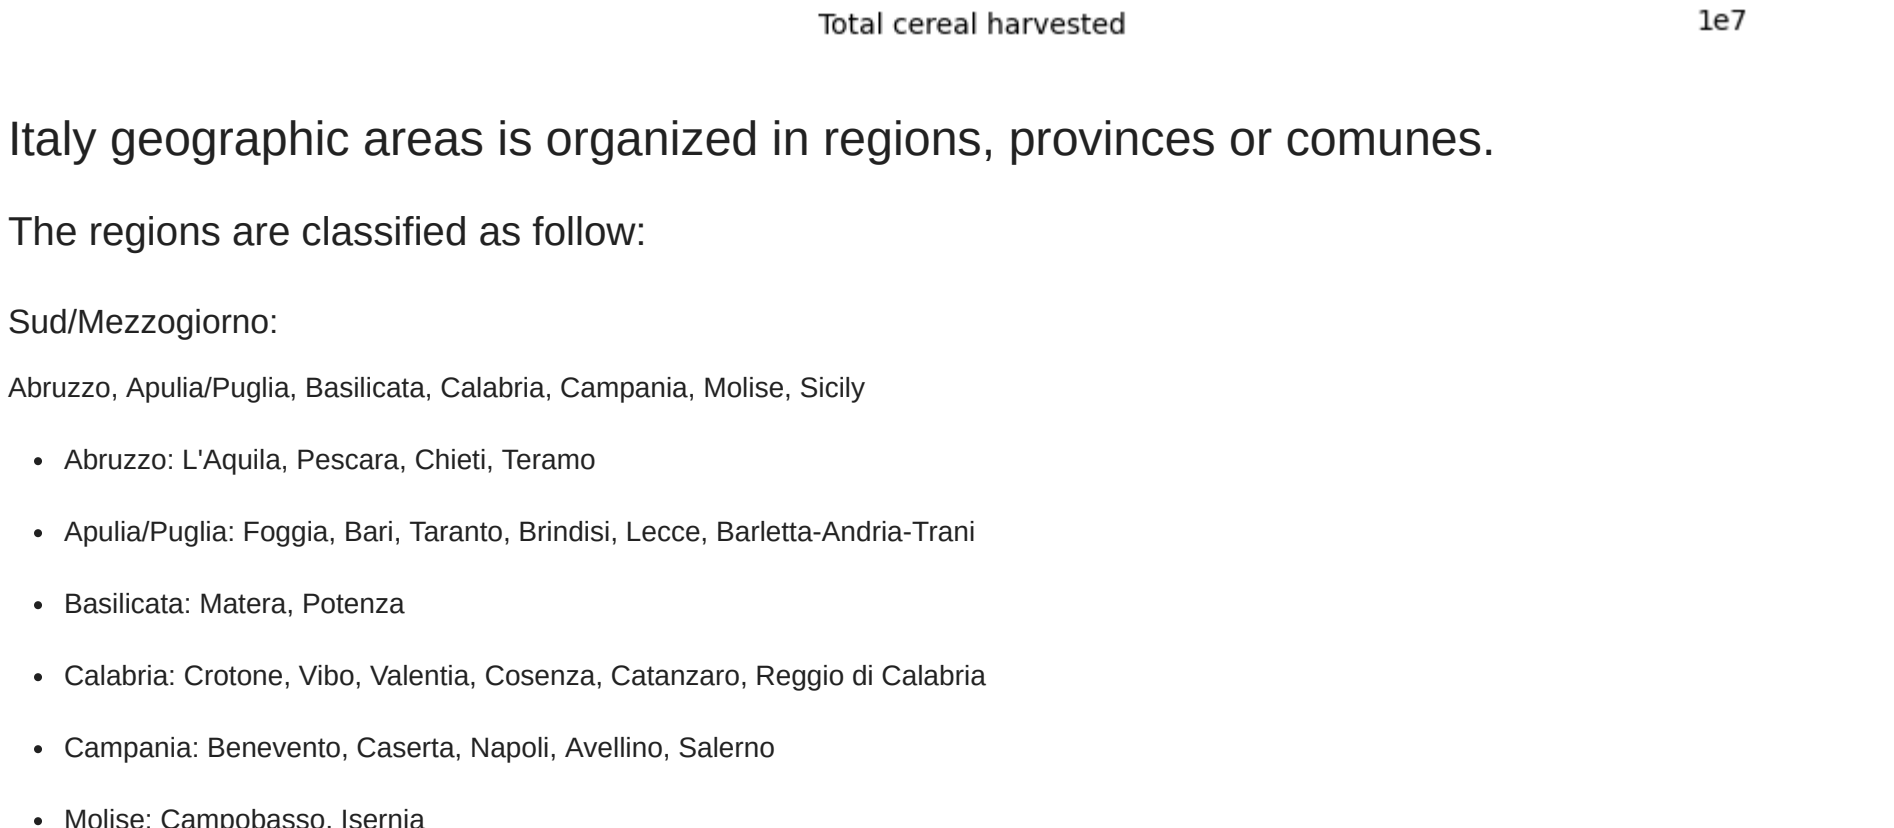 Total cereal harvested 1e7
Italy geographic areas is organized in regions, provinces or comunes.
The regions are classified as follow:
Sud/Mezzogiorno:
Abruzzo, Apulia/Puglia, Basilicata, Calabria, Campania, Molise, Sicily
• Abruzzo: L'Aquila, Pescara, Chieti, Teramo
• Apulia/Puglia: Foggia, Bari, Taranto, Brindisi, Lecce, Barletta-Andria-Trani
• Basilicata: Matera, Potenza
• Calabria: Crotone, Vibo, Valentia, Cosenza, Catanzaro, Reggio di Calabria
• Campania: Benevento, Caserta, Napoli, Avellino, Salerno
• Molise: Campobasso, Isernia